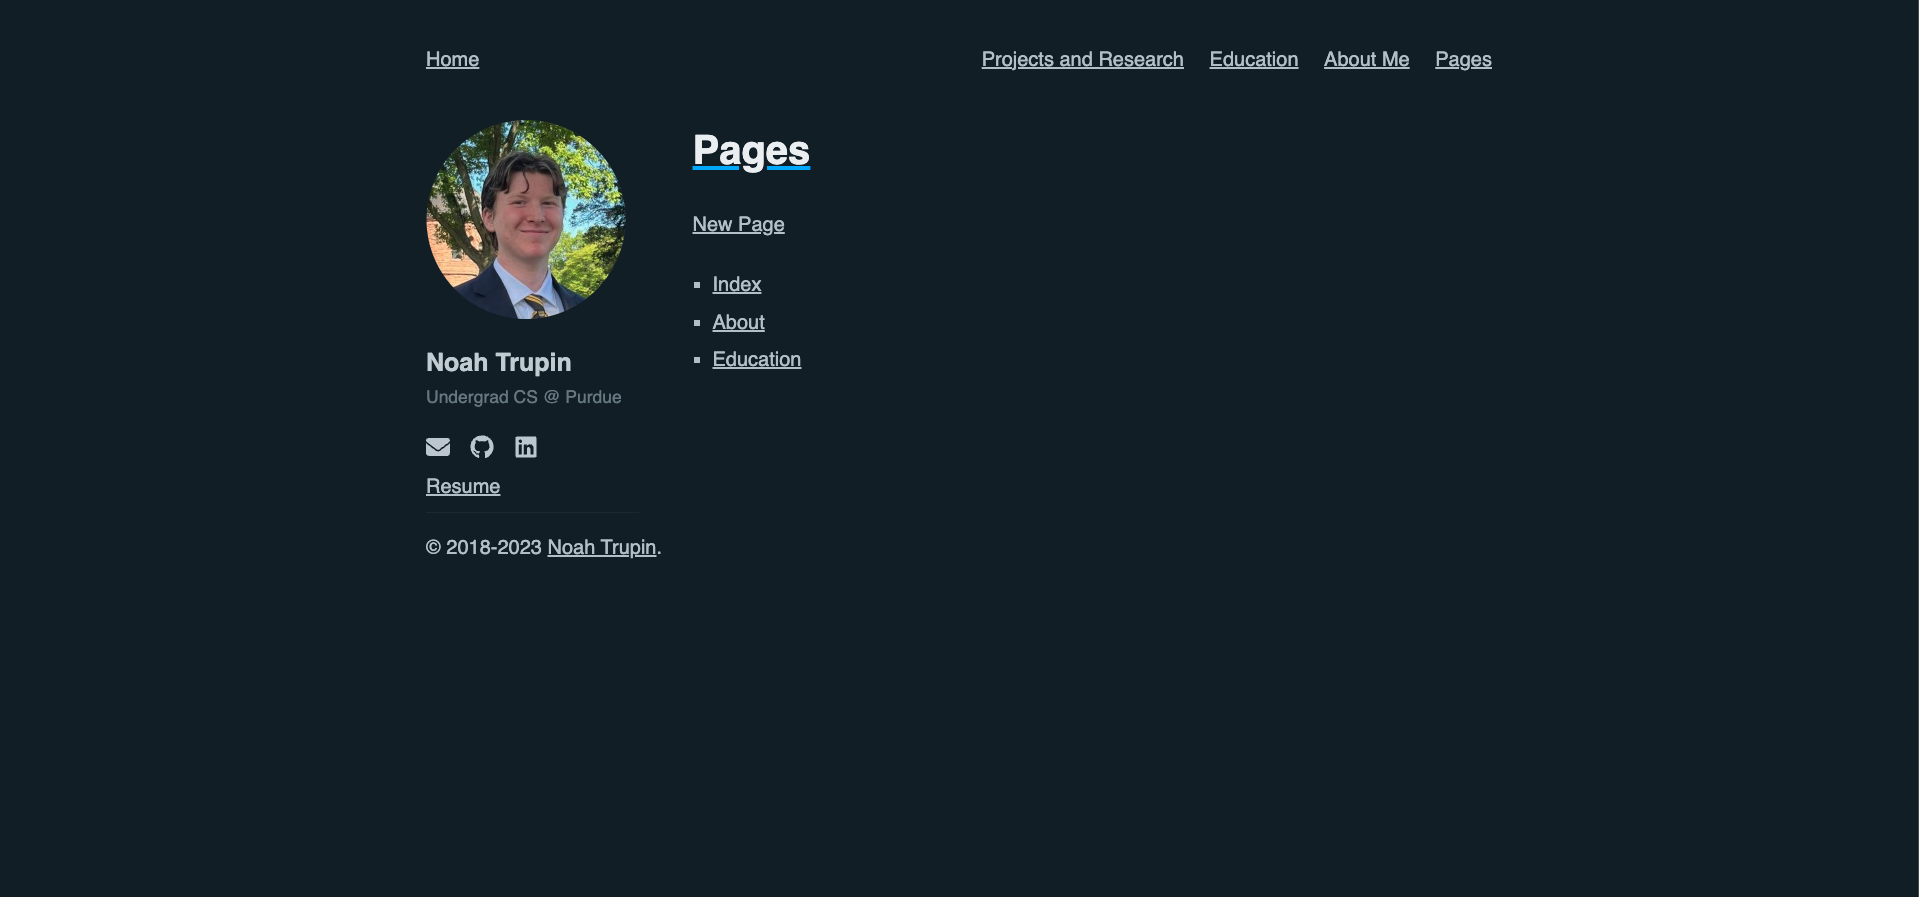 Home
Projects and Research Education About Me Pages
Pages
New Page
Index
About
Education
Noah Trupin
Undergrad CS @ Purdue
Resume
© 2018-2023 Noah Trupin.